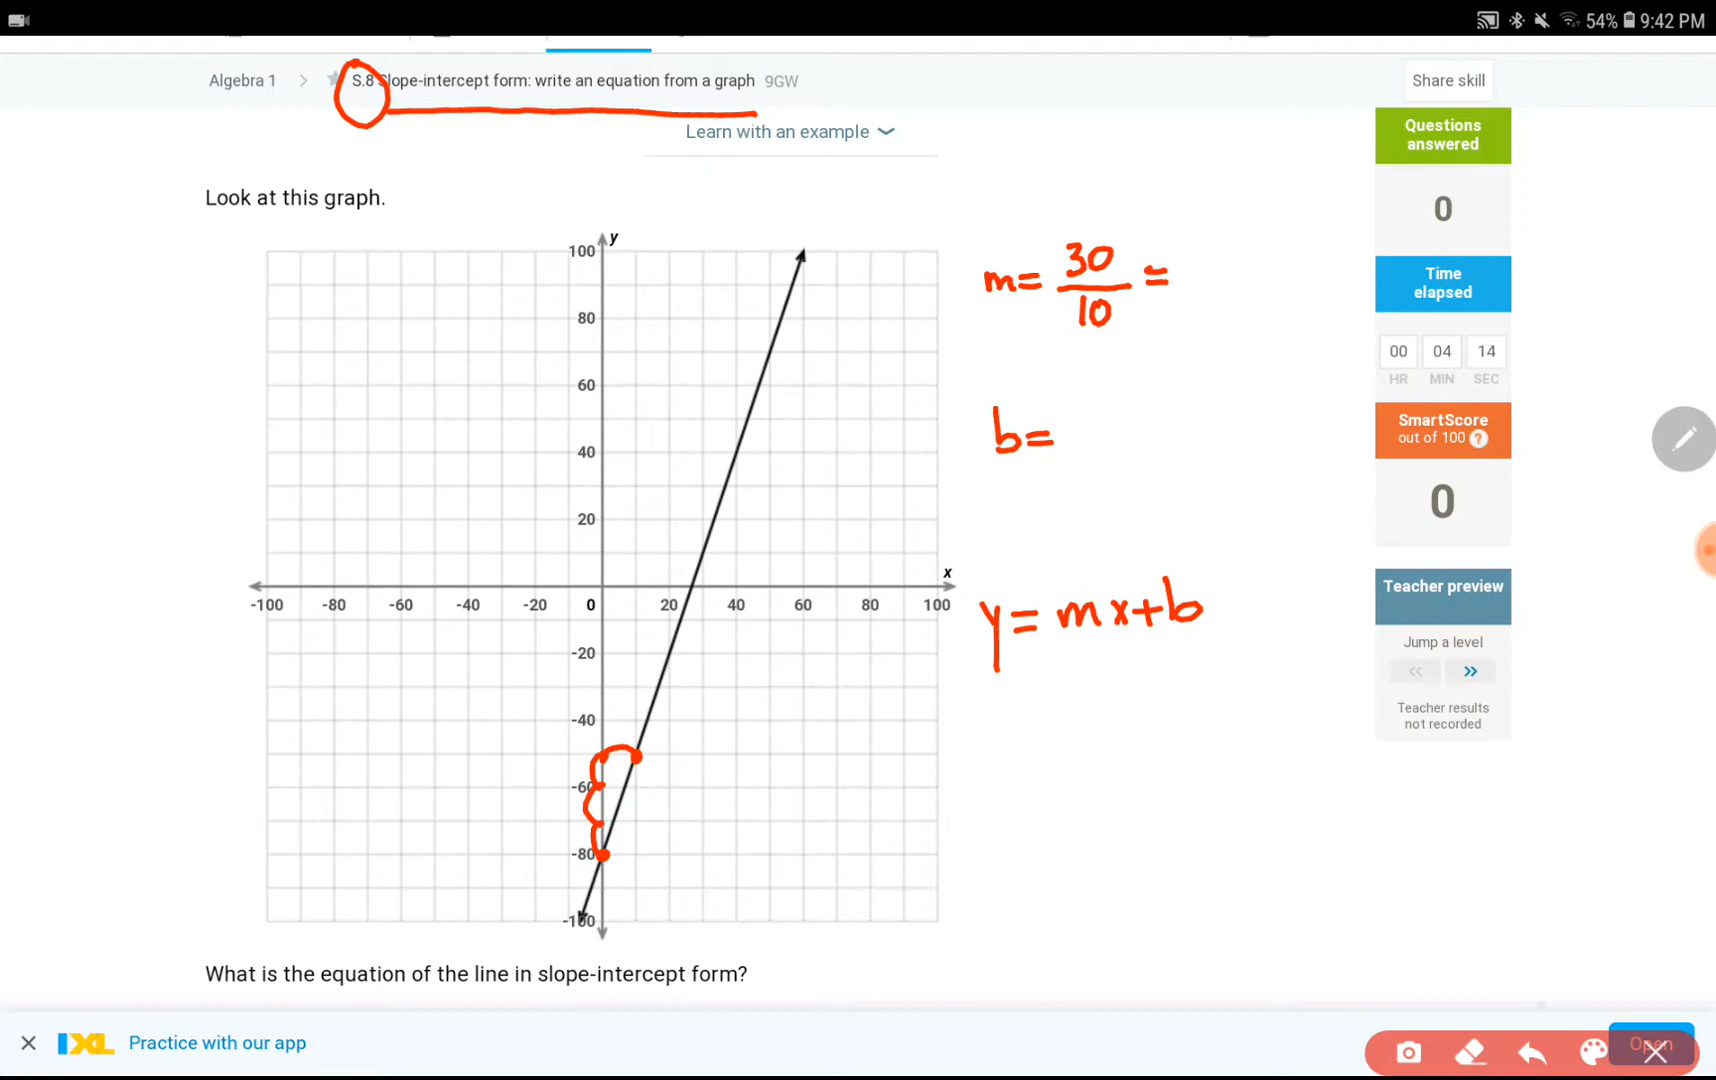 54% 9:42 PM
Algebra 1 > S.8 Slope-intercept form: write an equation from a graph 9GW
Share skill
Learn with an example
Look at this graph.
y
100
80
60
40
20
x
-100 -80 -60 -40 -20 0 20 40 60 80 100
-20
-40
-60
-80
-100
m= 30/10 =
b=
y= mx+b
What is the equation of the line in slope-intercept form?
Questions
answered
0
Time
elapsed
00 04 14
HR MIN SEC
SmartScore
out of 100 ?
0
Teacher preview
Jump a level
Teacher results
not recorded
IXL Practice with our app
Open